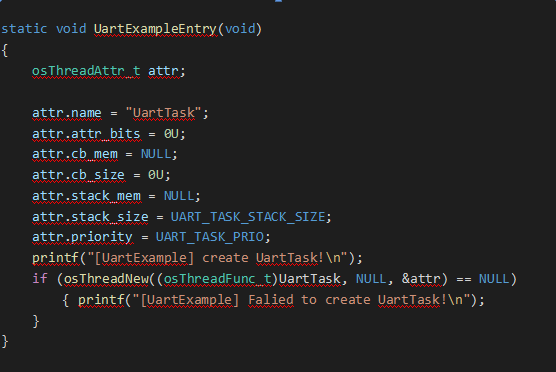 static void UartExampleEntry(void)
{
osThreadAttr_t attr;
attr.name = "UartTask";
attr.attr_bits = 0U;
attr.cb_mem = NULL;
attr.cb_size = 0U;
attr.stack_mem = NULL;
attr.stack_size = UART_TASK_STACK_SIZE;
attr.priority = UART_TASK_PRIO;
printf("[UartExample] create UartTask!\n");
if (osThreadNew((osThreadFunc_t)UartTask, NULL, &attr) == NULL)
{ printf("[UartExample] Falied to create UartTask!\n");
}
}